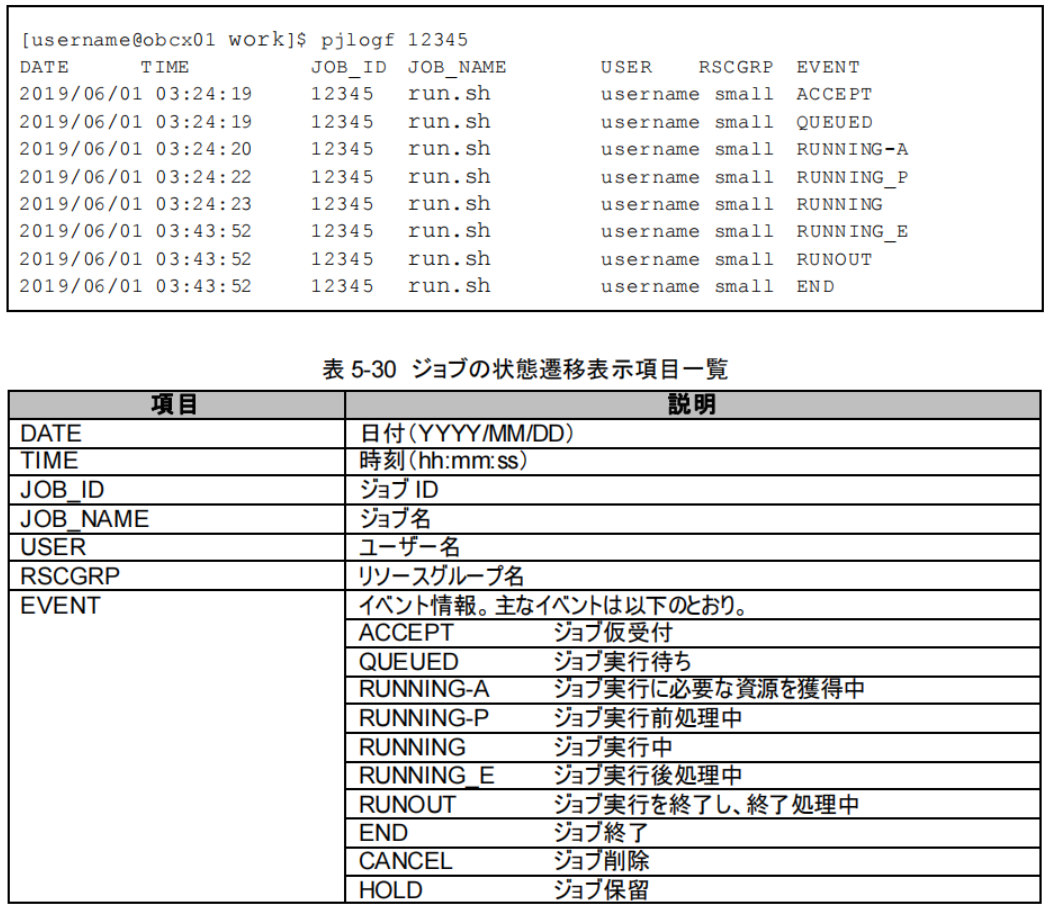 [username@obcx01 work]$ pjlogf 12345
DATE TIME JOB_ID JOB_NAME USER RSCGRP EVENT
2019/06/01 03:24:19 12345 run.sh username small ACCEPT
2019/06/01 03:24:19 12345 run.sh username small QUEUED
2019/06/01 03:24:20 12345 run.sh username small RUNNING-A
2019/06/01 03:24:22 12345 run.sh username small RUNNING_P
2019/06/01 03:24:23 12345 run.sh username small RUNNING
2019/06/01 03:43:52 12345 run.sh username small RUNNING_E
2019/06/01 03:43:52 12345 run.sh username small RUNOUT
2019/06/01 03:43:52 12345 run.sh username small END
表 5-30 ジョブの状態遷移表示項目一覧
項目 説明
DATE 日付(YYYY/MM/DD)
TIME 時刻(hh:mm:ss)
JOB_ID ジョブ ID
JOB_NAME ジョブ名
USER ユーザー名
RSCGRP リソースグループ名
EVENT イベント情報。主なイベントは以下のとおり。
ACCEPT ジョブ仮受付
QUEUED ジョブ実行待ち
RUNNING-A ジョブ実行に必要な資源を獲得中
RUNNING-P ジョブ実行前処理中
RUNNING ジョブ実行中
RUNNING_E ジョブ実行後処理中
RUNOUT ジョブ実行を終了し、終了処理中
END ジョブ終了
CANCEL ジョブ削除
HOLD ジョブ保留